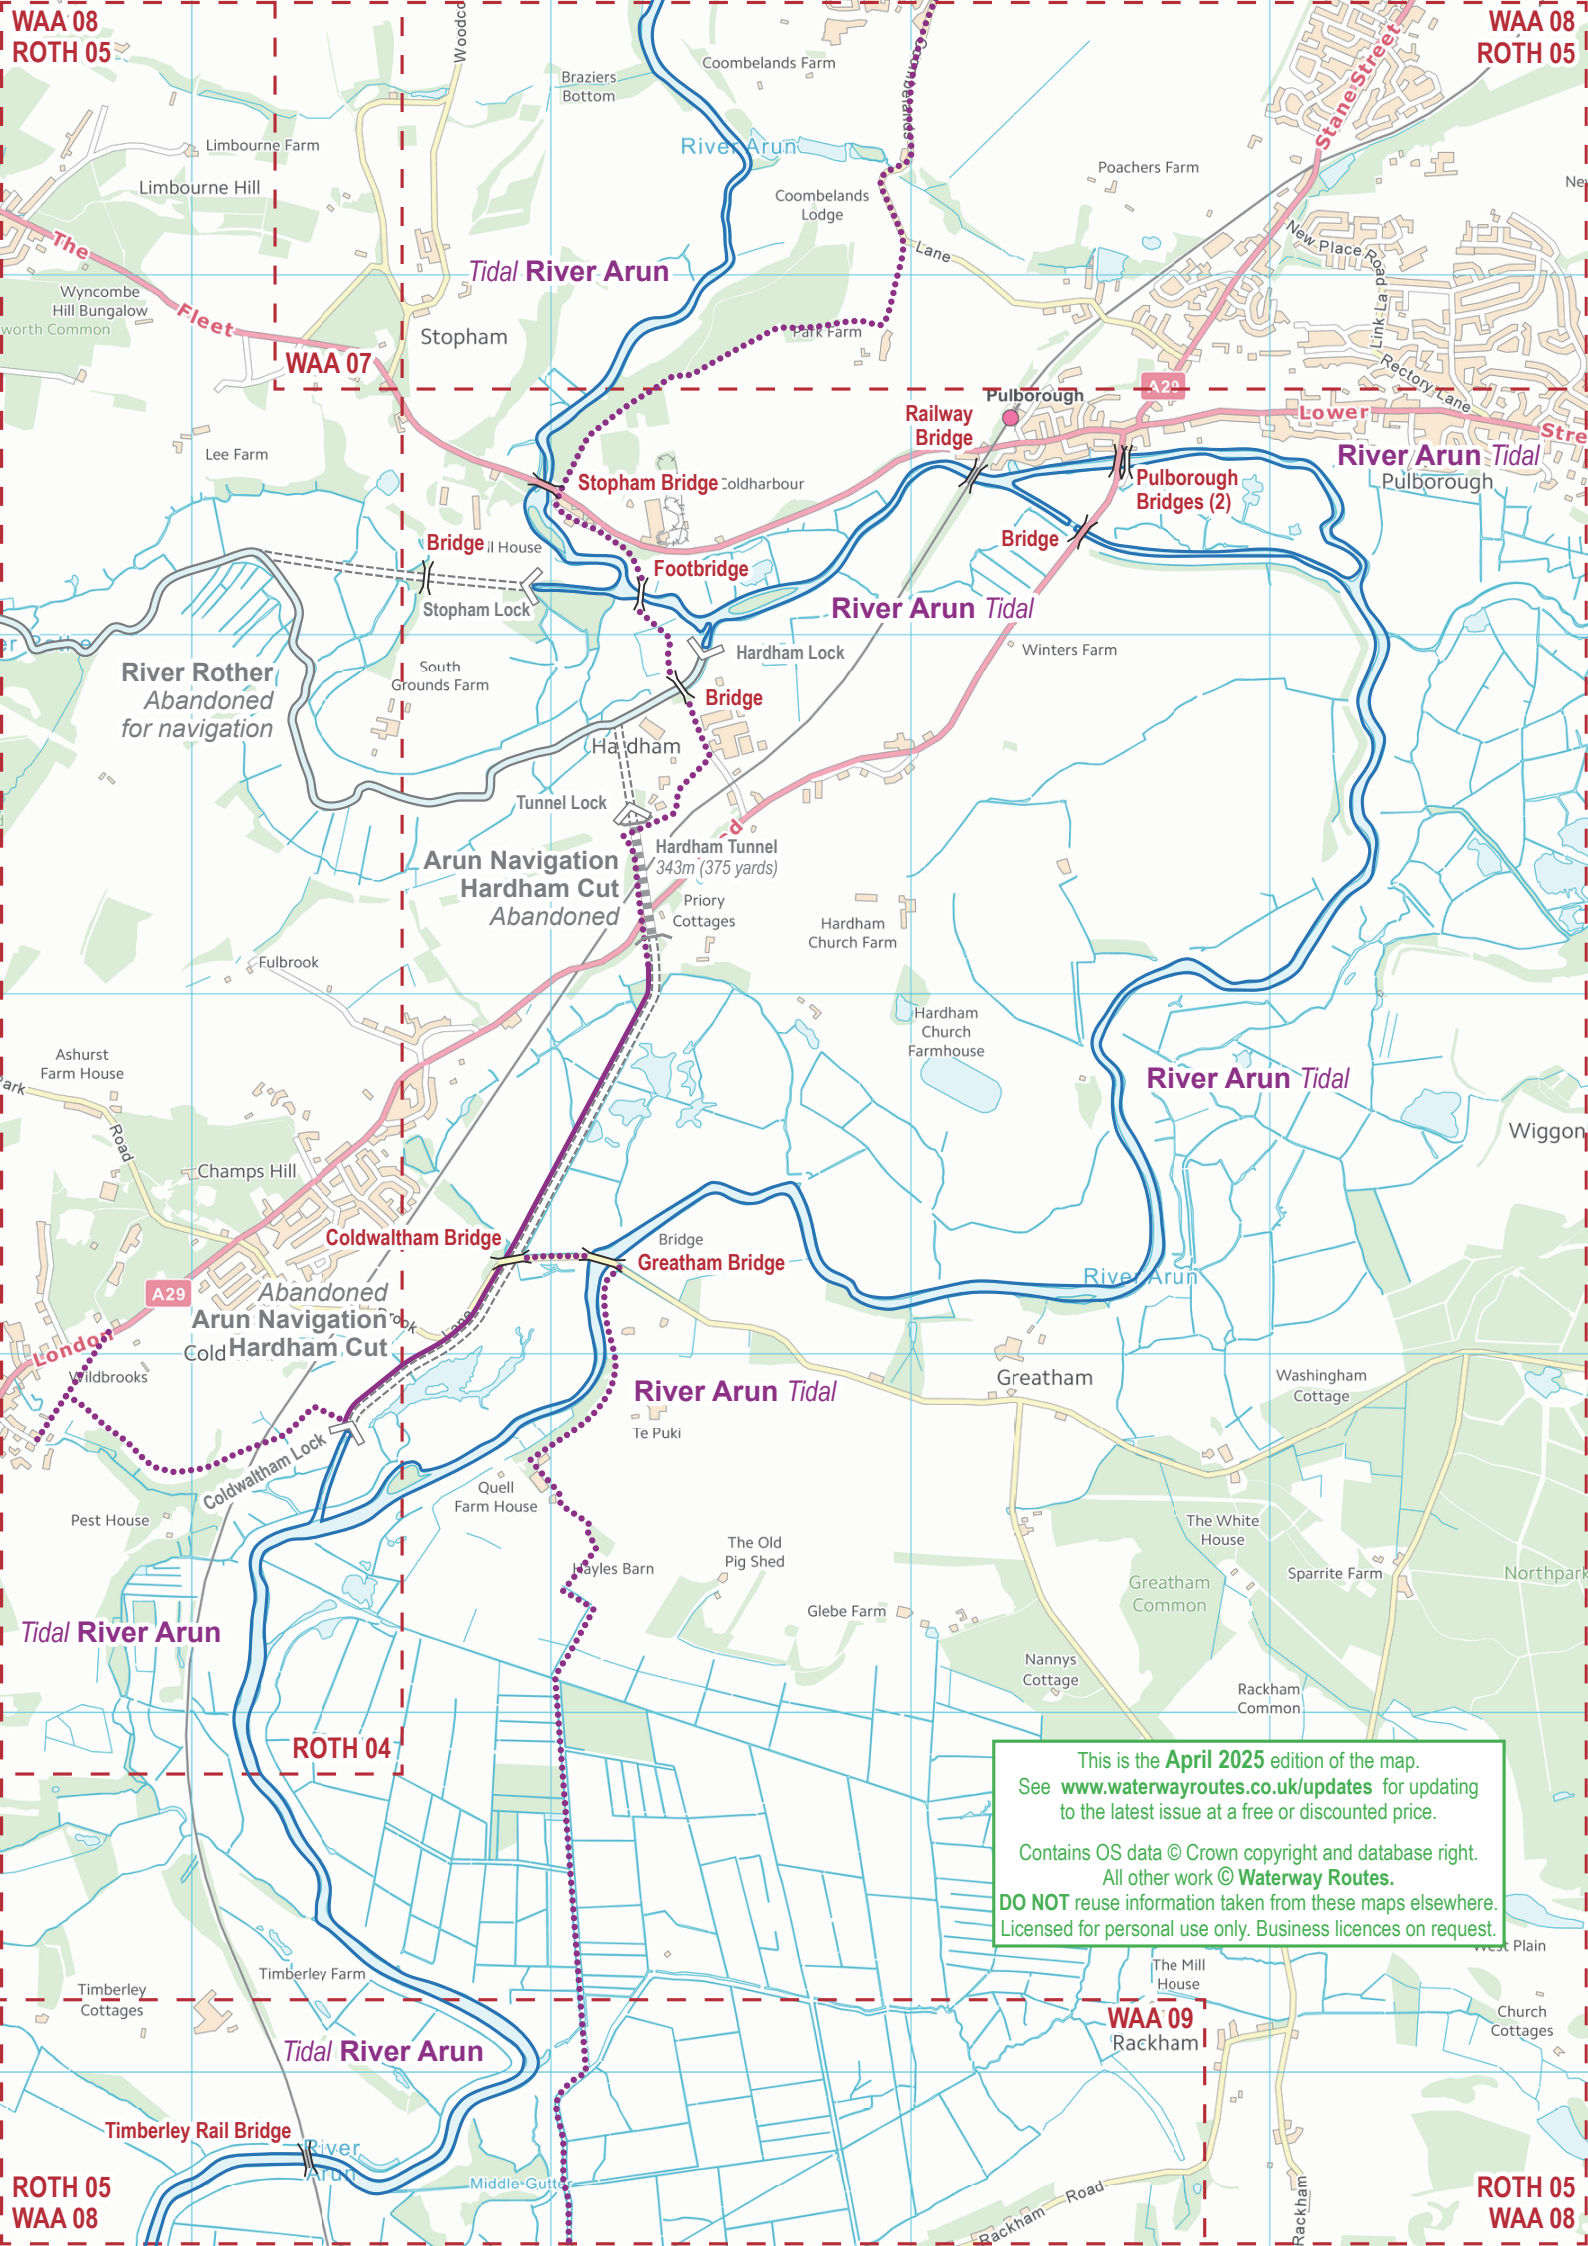 WAA 08
ROTH 05
WAA 08
ROTH 05
Braziers
Bottom
Coombelands Farm
Stane Street
Limbourne Farm
River Arun
Poachers Farm
Limbourne Hill
Coombelands
Lodge
The
Fleet
Tidal River Arun
Lane
New Place Road
Wyncombe
Hill Bungalow
worth Common
Stopham
Park Farm
Link La
WAA 07
Rectory Lane
A29
Pulborough
Railway
Bridge
Lower
Stre
Lee Farm
River Arun Tidal
Pulborough
Stopham Bridge
Coldharbour
Pulborough
Bridges (2)
Bridge
ll House
Bridge
Footbridge
Stopham Lock
River Arun Tidal
Hardham Lock
Winters Farm
River Rother
Abandoned
for navigation
South
Grounds Farm
Bridge
Hardham
Tunnel Lock
Hardham Tunnel
343m (375 yards)
Arun Navigation
Hardham Cut
Abandoned
Priory
Cottages
Hardham
Church Farm
Fulbrook
Hardham
Church
Farmhouse
Ashurst
Farm House
ark
Road
River Arun Tidal
Wiggon
Champs Hill
Coldwaltham Bridge
Bridge
Greatham Bridge
River Arun
A29
Abandoned
Arun Navigation
Hardham Cut
Cold
ook
Lane
London
Wildbrooks
Greatham
Washingham
Cottage
River Arun Tidal
Te Puki
Coldwaltham Lock
Quell
Farm House
Pest House
The White
House
The Old
Pig Shed
Hayles Barn
Sparrite Farm
Northpark
Greatham
Common
Glebe Farm
Tidal River Arun
Nannys
Cottage
Rackham
Common
ROTH 04
This is the April 2025 edition of the map.
See www.waterwayroutes.co.uk/updates for updating
to the latest issue at a free or discounted price.
Contains OS data © Crown copyright and database right.
All other work © Waterway Routes.
DO NOT reuse information taken from these maps elsewhere.
Licensed for personal use only. Business licences on request.
West Plain
The Mill
House
Timberley Farm
Timberley
Cottages
WAA 09
Rackham
Church
Cottages
Tidal River Arun
Timberley Rail Bridge
River
Arun
Middle Gutter
Rackham Road
Rackham
ROTH 05
WAA 08
ROTH 05
WAA 08